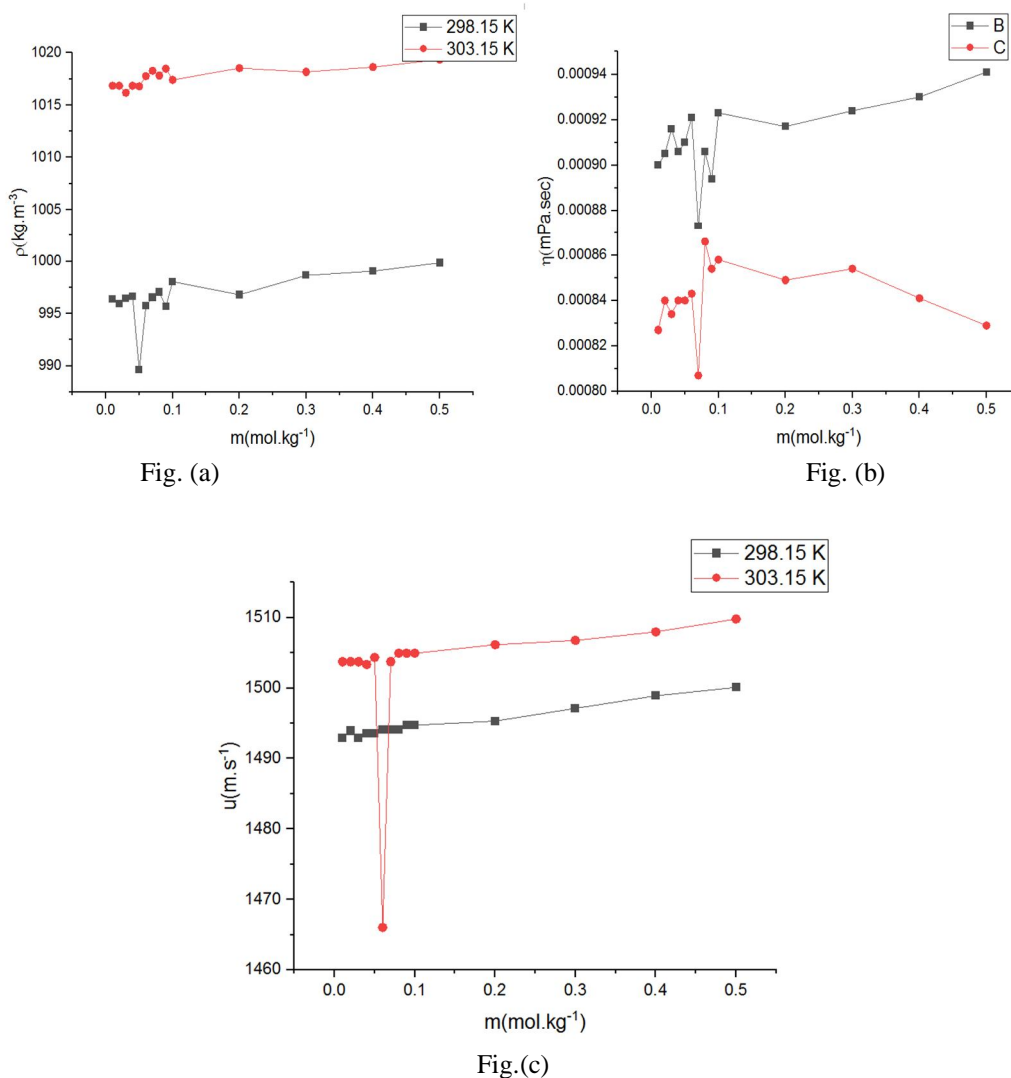 298.15 K
303.15 K
1020
1015
1010
1005
1000
995
990
ρ(kg.m⁻³)
0.0 0.1 0.2 0.3 0.4 0.5
m(mol.kg⁻¹)
Fig. (a)
B
C
0.00094
0.00092
0.00090
0.00088
0.00086
0.00084
0.00082
0.00080
η(mPa.sec)
0.0 0.1 0.2 0.3 0.4 0.5
m(mol.kg⁻¹)
Fig. (b)
298.15 K
303.15 K
1510
1500
1490
1480
1470
1460
u(m.s⁻¹)
0.0 0.1 0.2 0.3 0.4 0.5
m(mol.kg⁻¹)
Fig.(c)